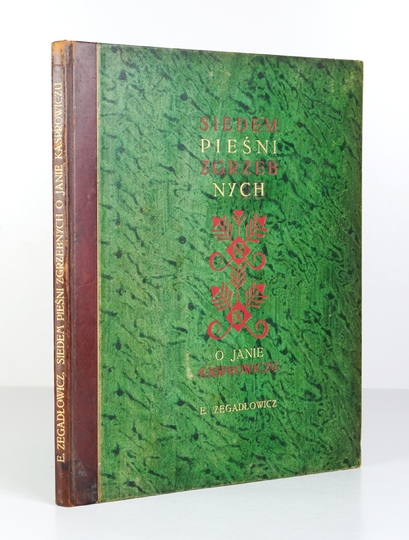 E. ZEGADŁOWICZ SIEDEM PIEŚNI ZGRZEBNYCH O JANIE KASPROWICZU
SIEDEM
PIEŚNI
ZGRZEB
NYCH
O JANIE
KASPROWICZU
E. ZEGADŁOWICZ